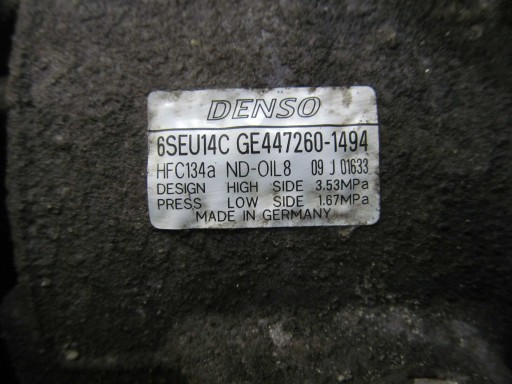 DENSO
6SEU14C GE447260-1494
HFC134a ND-OIL8 09 J 01633
DESIGN HIGH SIDE 3.53MPa
PRESS LOW SIDE 1.67MPa
MADE IN GERMANY